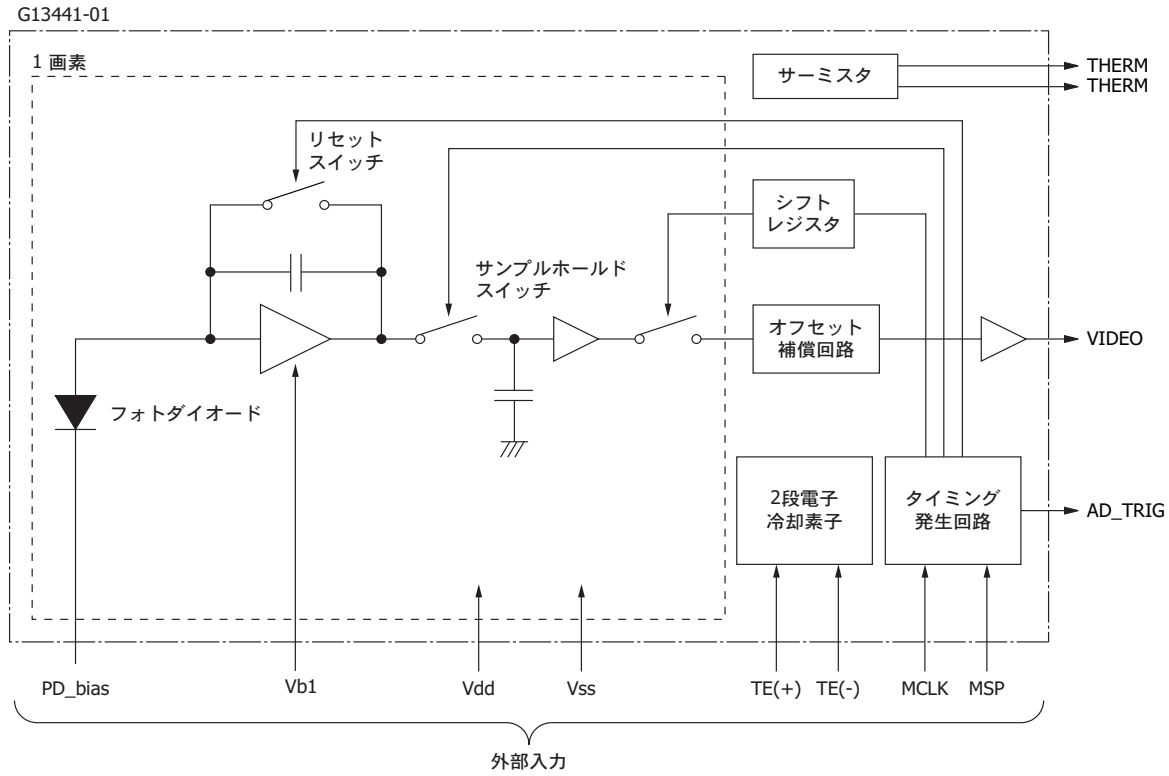 G13441-01
1 画素
サーミスタ
THERM
THERM
リセット
スイッチ
シフト
レジスタ
サンプルホールド
スイッチ
オフセット
補償回路
VIDEO
フォトダイオード
2段電子
冷却素子
タイミング
発生回路
AD_TRIG
PD_bias
Vb1
Vdd
Vss
TE(+)
TE(-)
MCLK
MSP
外部入力